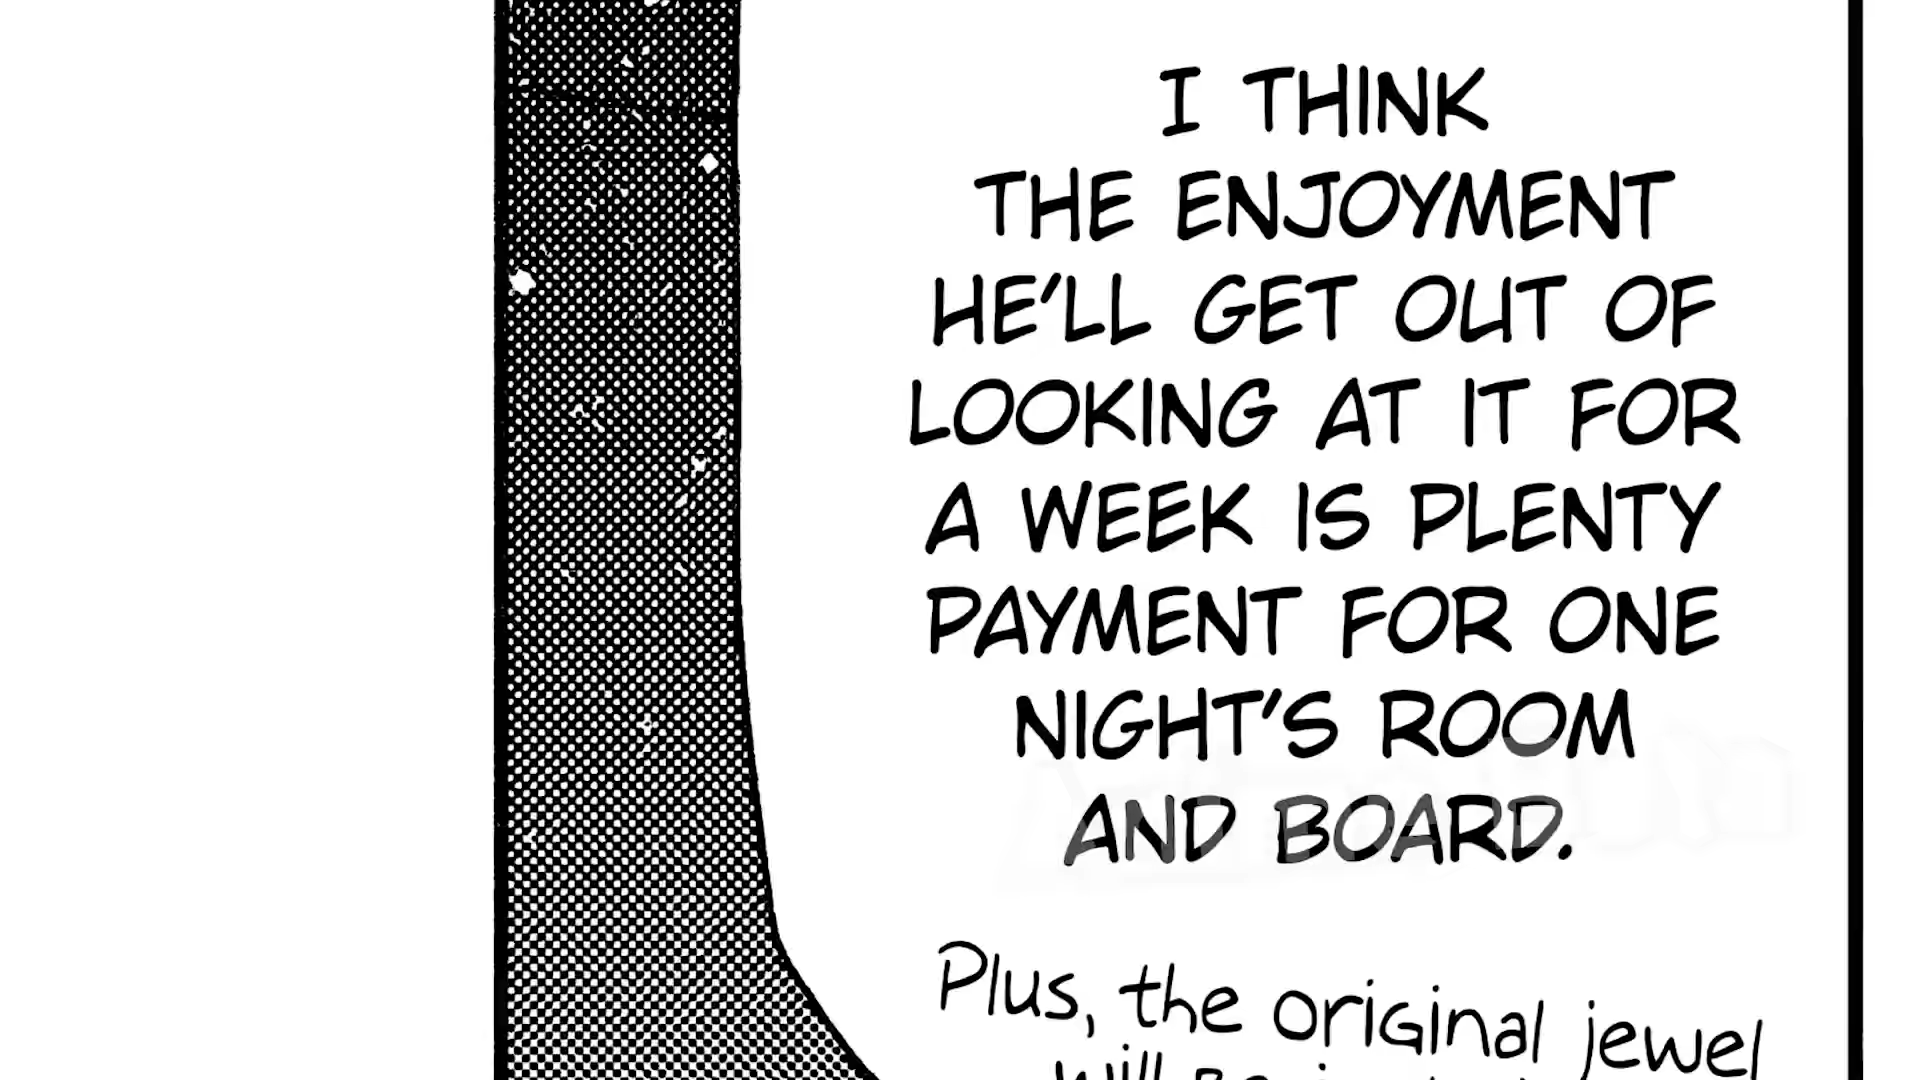 I THINK
THE ENJOYMENT
HE'LL GET OUT OF
LOOKING AT IT FOR
A WEEK IS PLENTY
PAYMENT FOR ONE
NIGHT'S ROOM
AND BOARD.
Plus, the original jewel
will